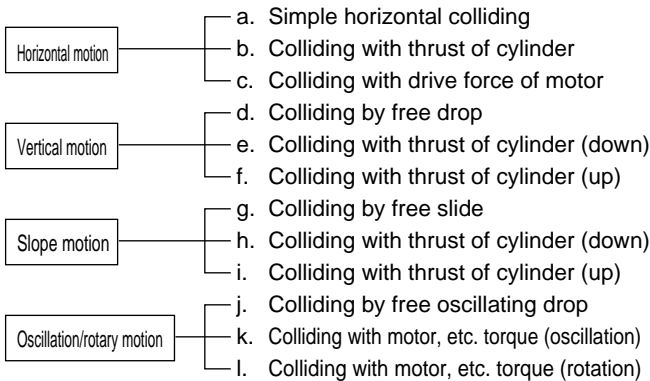 a. Simple horizontal colliding
Horizontal motion
b. Colliding with thrust of cylinder
c. Colliding with drive force of motor
d. Colliding by free drop
Vertical motion
e. Colliding with thrust of cylinder (down)
f. Colliding with thrust of cylinder (up)
g. Colliding by free slide
Slope motion
h. Colliding with thrust of cylinder (down)
i. Colliding with thrust of cylinder (up)
j. Colliding by free oscillating drop
Oscillation/rotary motion
k. Colliding with motor, etc. torque (oscillation)
l. Colliding with motor, etc. torque (rotation)